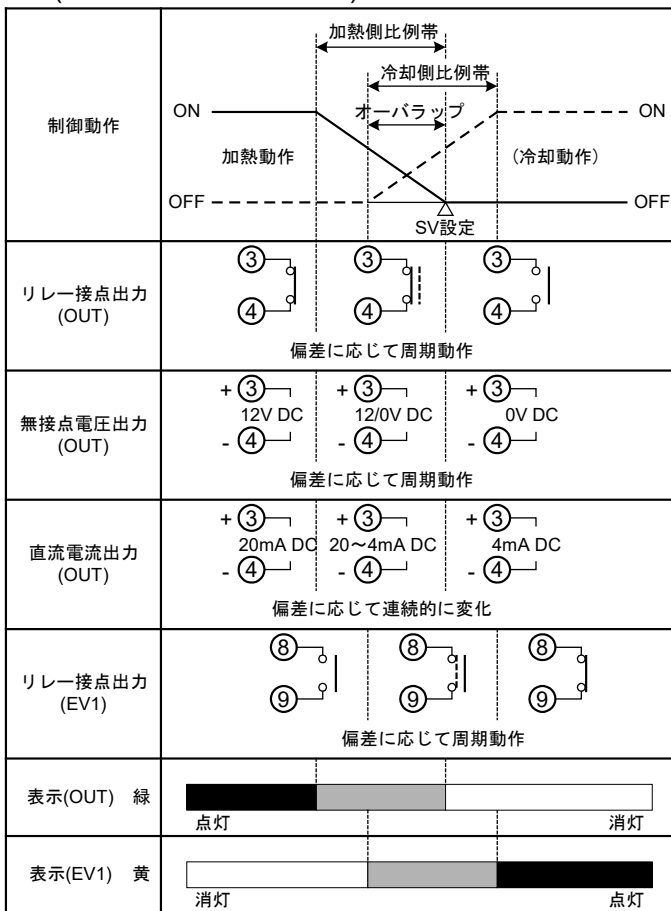 加熱側比例帯
冷却側比例帯
オーバラップ
制御動作
ON
ON
加熱動作
(冷却動作)
OFF
OFF
SV設定
リレー接点出力
(OUT)
③ ③ ③
④ ④ ④
偏差に応じて周期動作
無接点電圧出力
(OUT)
+ ③ + ③ + ③
12V DC 12/0V DC 0V DC
- ④ - ④ - ④
偏差に応じて周期動作
直流電流出力
(OUT)
+ ③ + ③ + ③
20mA DC 20～4mA DC 4mA DC
- ④ - ④ - ④
偏差に応じて連続的に変化
リレー接点出力
(EV1)
⑧ ⑧ ⑧
⑨ ⑨ ⑨
偏差に応じて周期動作
表示(OUT) 緑
点灯 消灯
表示(EV1) 黄
消灯 点灯